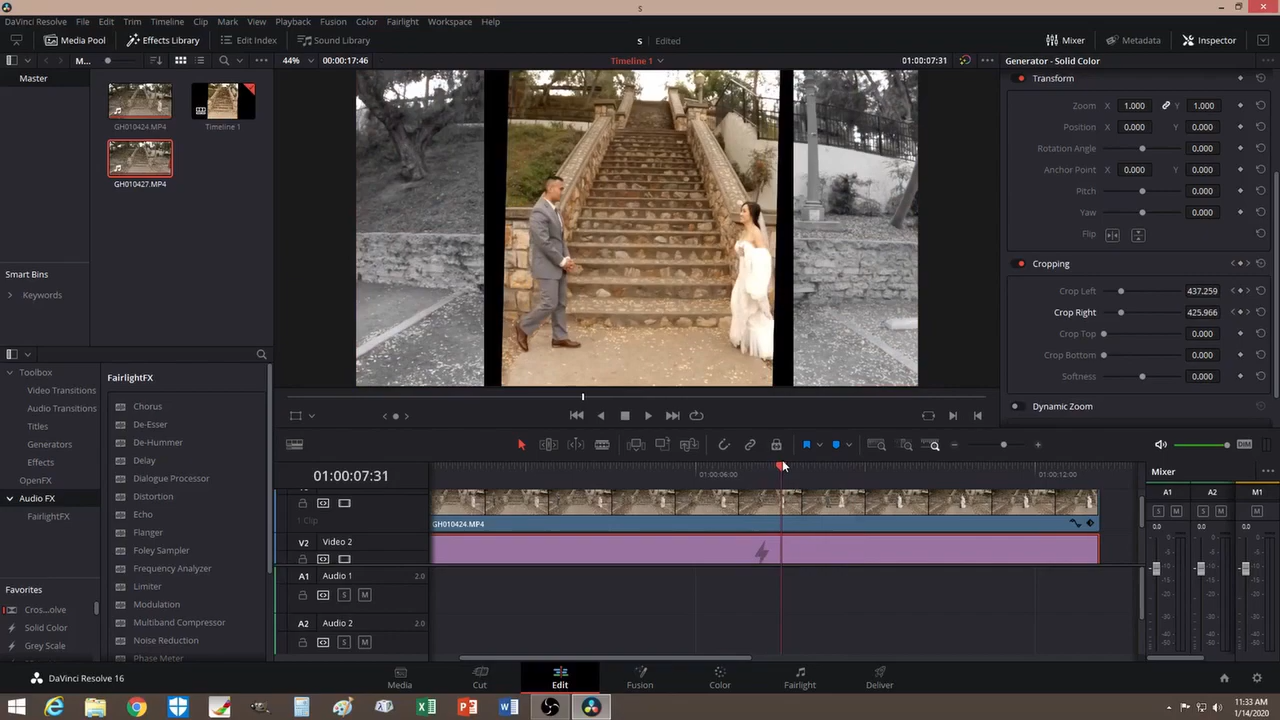 s
DaVinci Resolve File Edit Trim Timeline Clip Mark View Playback Fusion Color Fairlight Workspace Help
Media Pool Effects Library Edit Index Sound Library s Edited Mixer Metadata Inspector
M... 44% 00:00:17:46 Timeline 1 01:00:07:31 Generator - Solid Color
Master
GH010424.MP4 Timeline 1
GH010427.MP4
Transform
Zoom X 1.000 Y 1.000
Position X 0.000 Y 0.000
Rotation Angle 0.000
Anchor Point X 0.000 Y 0.000
Pitch 0.000
Yaw 0.000
Flip
Cropping
Crop Left 437.259
Crop Right 425.966
Crop Top 0.000
Crop Bottom 0.000
Softness 0.000
Dynamic Zoom
Smart Bins
Keywords
Toolbox
Video Transitions
Audio Transitions
Titles
Generators
Effects
OpenFX
Audio FX
FairlightFX
Favorites
Cros...olve
Solid Color
Grey Scale
FairlightFX
Chorus
De-Esser
De-Hummer
Delay
Dialogue Processor
Distortion
Echo
Flanger
Foley Sampler
Frequency Analyzer
Limiter
Modulation
Multiband Compressor
Noise Reduction
Phase Meter
DIM
01:00:07:31 01:00:06:00 01:00:12:00
1 Clip GH010424.MP4
V2 Video 2
A1 Audio 1 2.0
S M
A2 Audio 2 2.0
S M
Mixer
A1 A2 M1
S M S M M
0.0 0.0 0.0
DaVinci Resolve 16 Media Cut Edit Fusion Color Fairlight Deliver
11:33 AM
1/14/2020